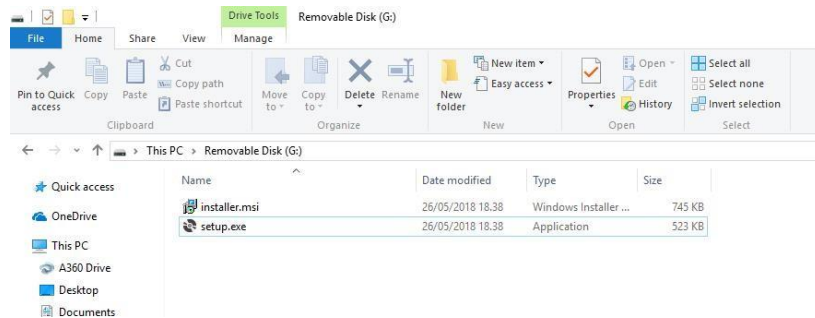 Drive Tools Removable Disk (G:)
File Home Share View Manage
Pin to Quick access
Copy
Paste
Cut
Copy path
Paste shortcut
Clipboard
Move to
Copy to
Delete
Rename
Organize
New folder
New item
Easy access
New
Properties
Open
Edit
History
Open
Select all
Select none
Invert selection
Select
This PC > Removable Disk (G:)
Quick access
OneDrive
This PC
A360 Drive
Desktop
Documents
Name Date modified Type Size
installer.msi 26/05/2018 18.38 Windows Installer ... 745 KB
setup.exe 26/05/2018 18.38 Application 523 KB